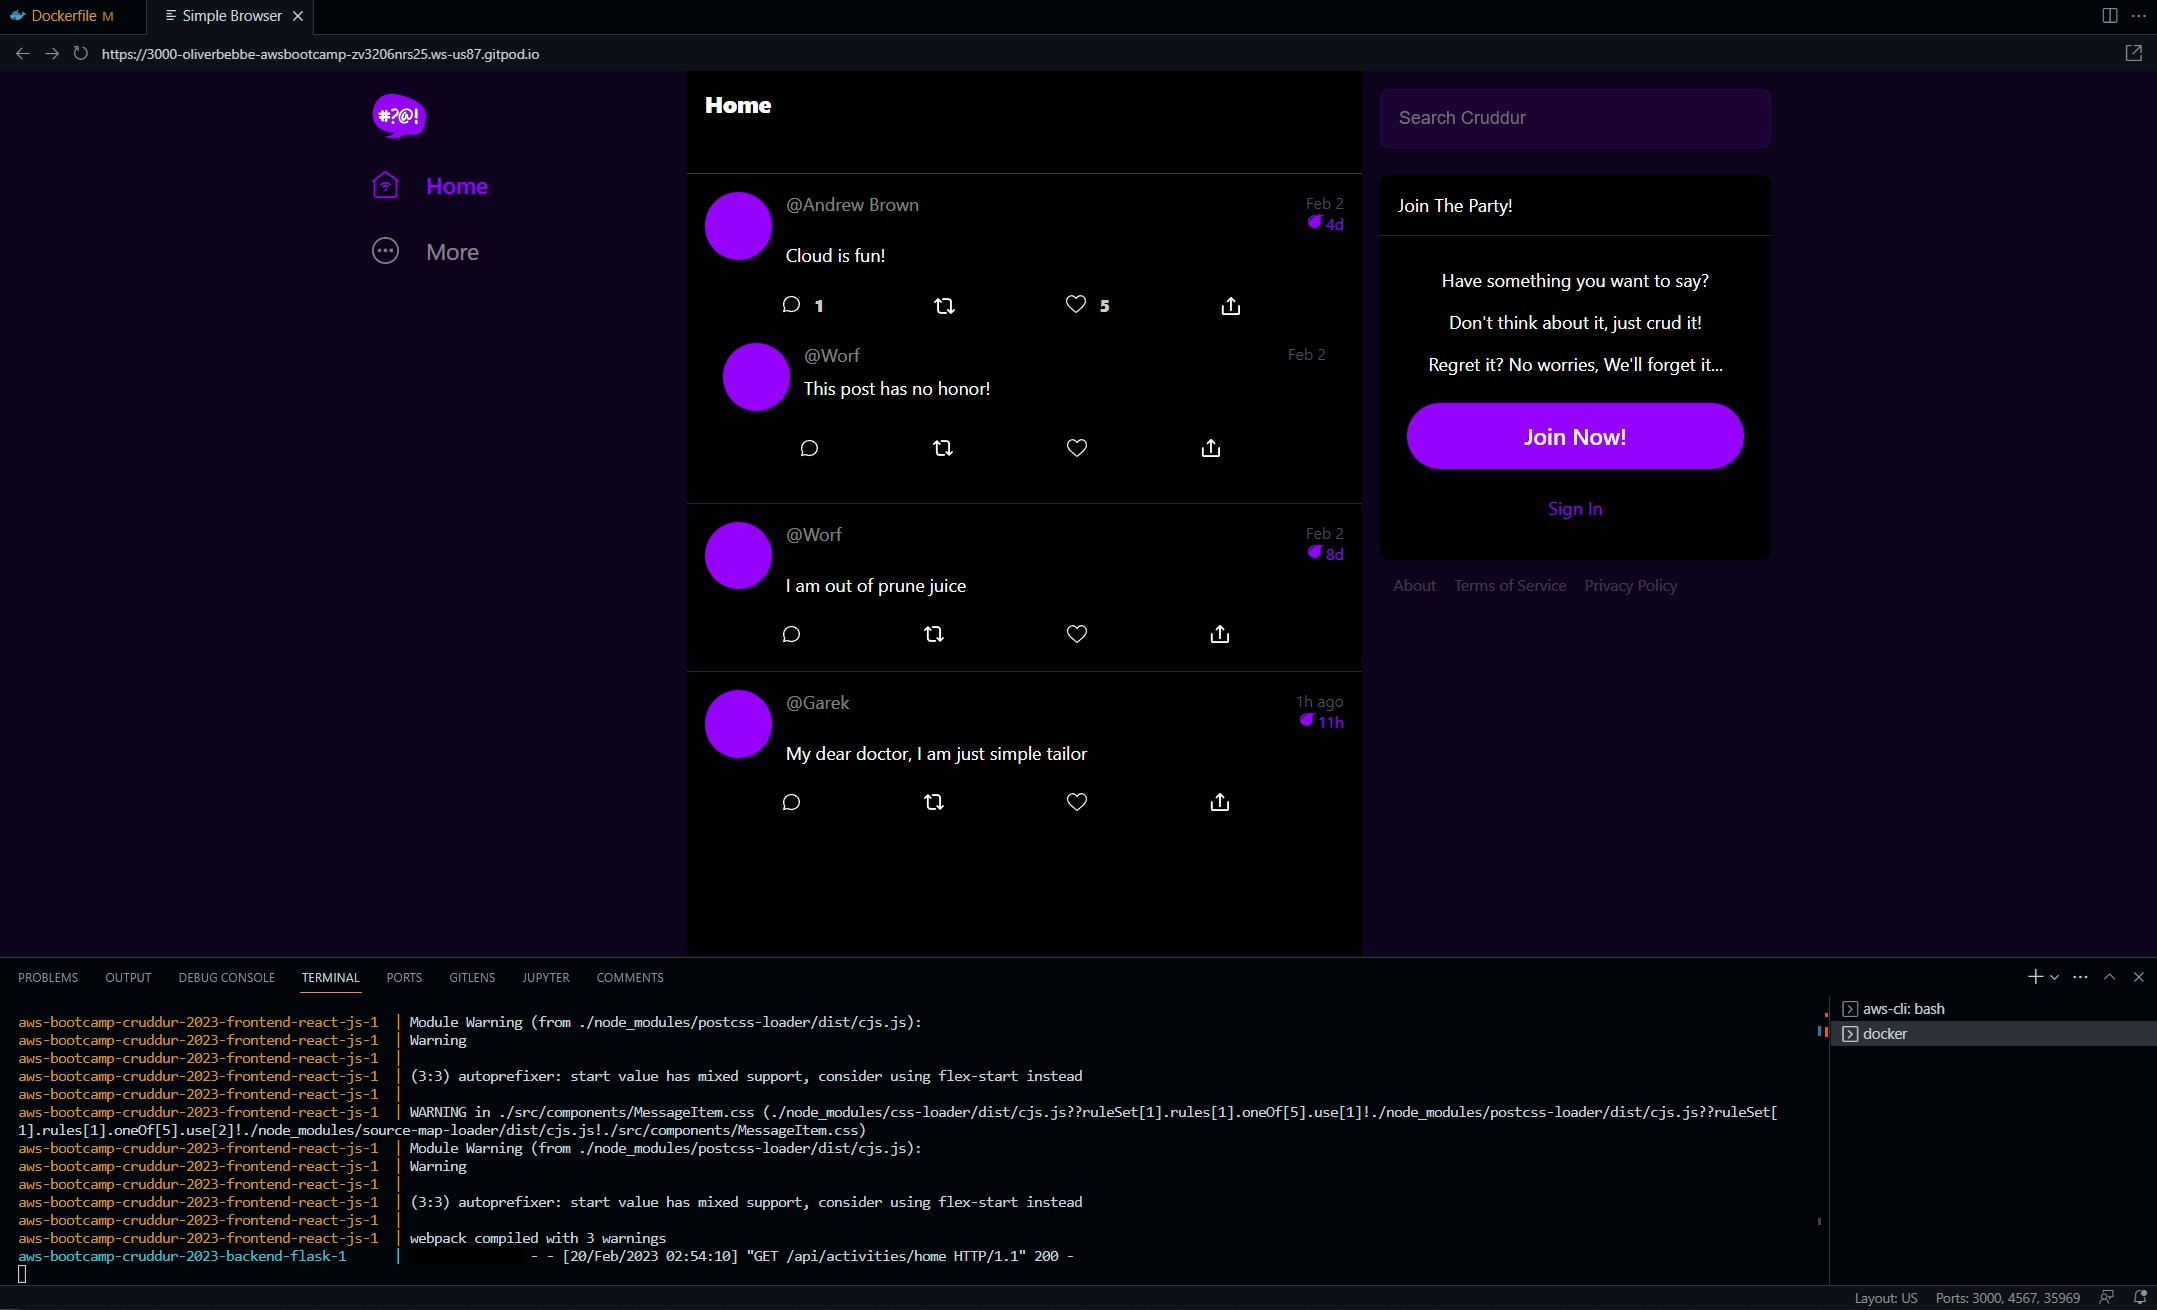 Dockerfile M
Simple Browser
https://3000-oliverbebbe-awsbootcamp-zv3206nrs25.ws-us87.gitpod.io
#?@!
Home
More
Home
@Andrew Brown
Feb 2
4d
Cloud is fun!
1
5
@Worf
Feb 2
This post has no honor!
@Worf
Feb 2
8d
I am out of prune juice
@Garek
1h ago
11h
My dear doctor, I am just simple tailor
Search Cruddur
Join The Party!
Have something you want to say?
Don't think about it, just crud it!
Regret it? No worries, We'll forget it...
Join Now!
Sign In
About Terms of Service Privacy Policy
PROBLEMS OUTPUT DEBUG CONSOLE TERMINAL PORTS GITLENS JUPYTER COMMENTS
aws-bootcamp-cruddur-2023-frontend-react-js-1 | Module Warning (from ./node_modules/postcss-loader/dist/cjs.js):
aws-bootcamp-cruddur-2023-frontend-react-js-1 | Warning
aws-bootcamp-cruddur-2023-frontend-react-js-1 |
aws-bootcamp-cruddur-2023-frontend-react-js-1 | (3:3) autoprefixer: start value has mixed support, consider using flex-start instead
aws-bootcamp-cruddur-2023-frontend-react-js-1 |
aws-bootcamp-cruddur-2023-frontend-react-js-1 | WARNING in ./src/components/MessageItem.css (./node_modules/css-loader/dist/cjs.js??ruleSet[1].rules[1].oneOf[5].use[1]!./node_modules/postcss-loader/dist/cjs.js??ruleSet[
1].rules[1].oneOf[5].use[2]!./node_modules/source-map-loader/dist/cjs.js!./src/components/MessageItem.css)
aws-bootcamp-cruddur-2023-frontend-react-js-1 | Module Warning (from ./node_modules/postcss-loader/dist/cjs.js):
aws-bootcamp-cruddur-2023-frontend-react-js-1 | Warning
aws-bootcamp-cruddur-2023-frontend-react-js-1 |
aws-bootcamp-cruddur-2023-frontend-react-js-1 | (3:3) autoprefixer: start value has mixed support, consider using flex-start instead
aws-bootcamp-cruddur-2023-frontend-react-js-1 |
aws-bootcamp-cruddur-2023-frontend-react-js-1 | webpack compiled with 3 warnings
aws-bootcamp-cruddur-2023-backend-flask-1 | - - [20/Feb/2023 02:54:10] "GET /api/activities/home HTTP/1.1" 200 -
aws-cli: bash
docker
Layout: US Ports: 3000, 4567, 35969